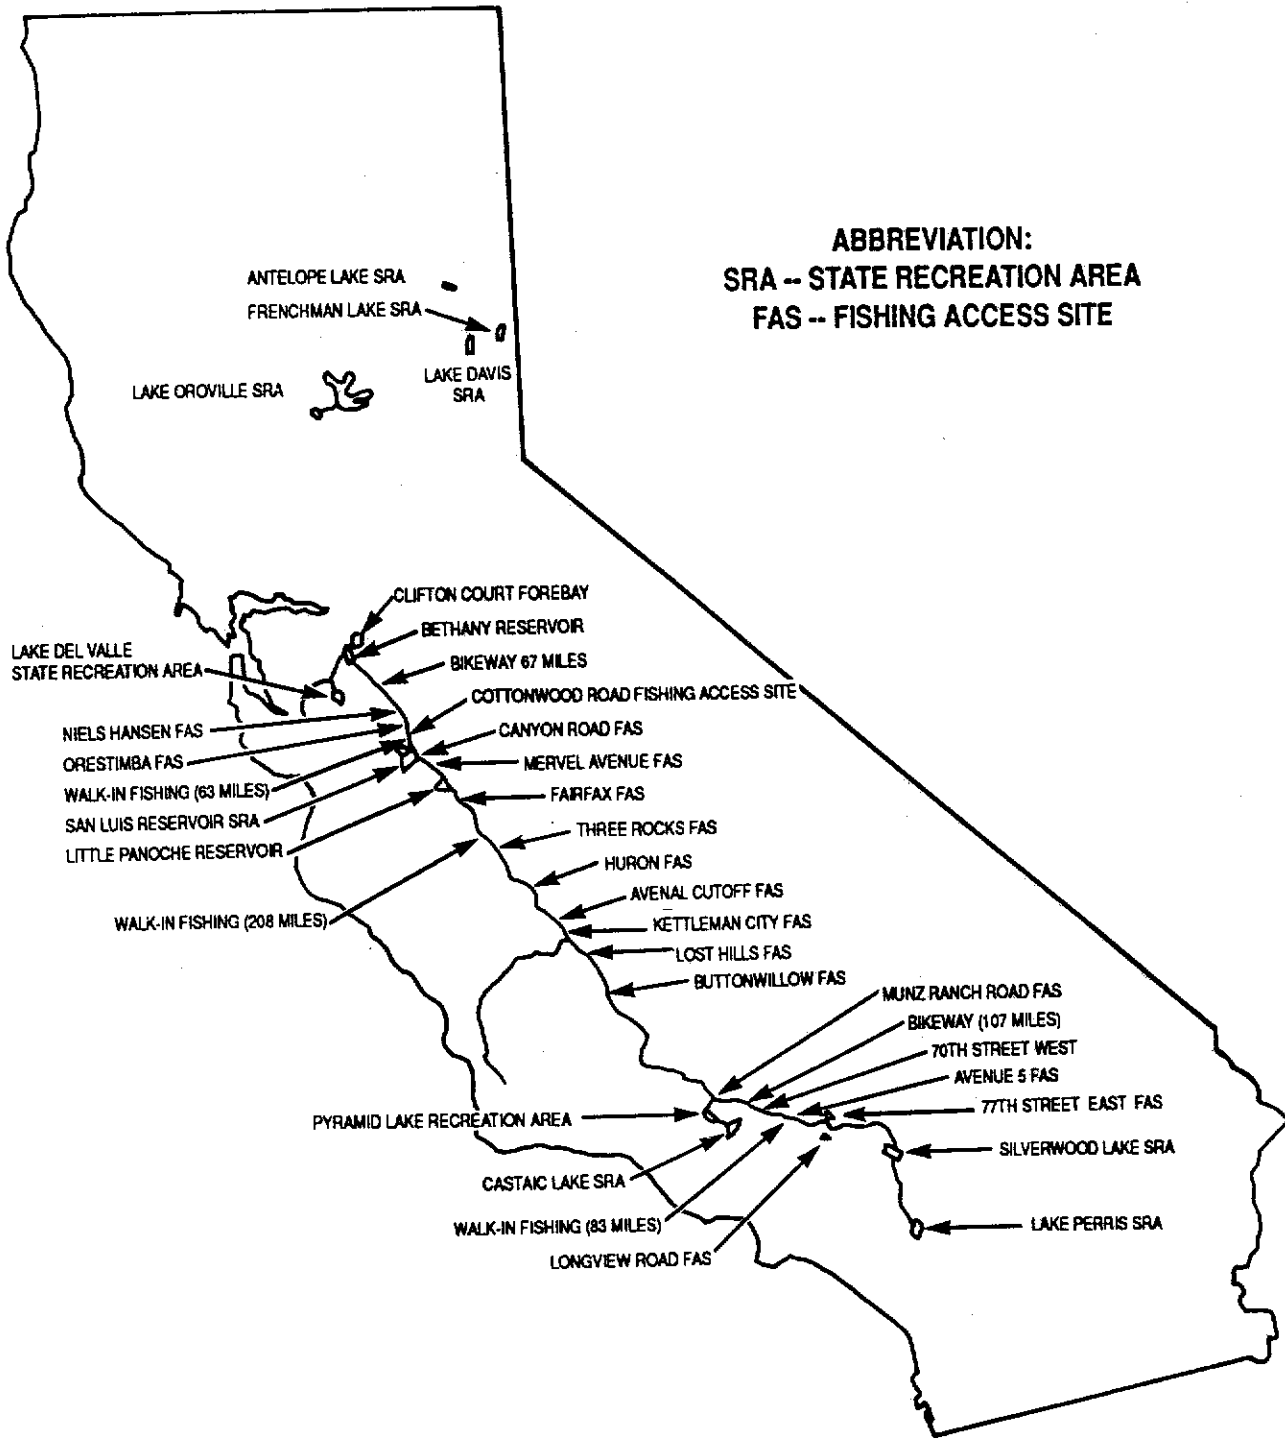 ABBREVIATION:
SRA -- STATE RECREATION AREA
FAS -- FISHING ACCESS SITE
ANTELOPE LAKE SRA
FRENCHMAN LAKE SRA
LAKE DAVIS
SRA
LAKE OROVILLE SRA
CLIFTON COURT FOREBAY
BETHANY RESERVOIR
LAKE DEL VALLE
STATE RECREATION AREA
BIKEWAY 67 MILES
COTTONWOOD ROAD FISHING ACCESS SITE
NIELS HANSEN FAS
CANYON ROAD FAS
ORESTIMBA FAS
MERVEL AVENUE FAS
WALK-IN FISHING (63 MILES)
FAIRFAX FAS
SAN LUIS RESERVOIR SRA
THREE ROCKS FAS
LITTLE PANOCHE RESERVOIR
HURON FAS
AVENAL CUTOFF FAS
WALK-IN FISHING (208 MILES)
KETTLEMAN CITY FAS
LOST HILLS FAS
BUTTONWILLOW FAS
MUNZ RANCH ROAD FAS
BIKEWAY (107 MILES)
70TH STREET WEST
AVENUE 5 FAS
77TH STREET EAST FAS
PYRAMID LAKE RECREATION AREA
SILVERWOOD LAKE SRA
CASTAIC LAKE SRA
WALK-IN FISHING (83 MILES)
LAKE PERRIS SRA
LONGVIEW ROAD FAS